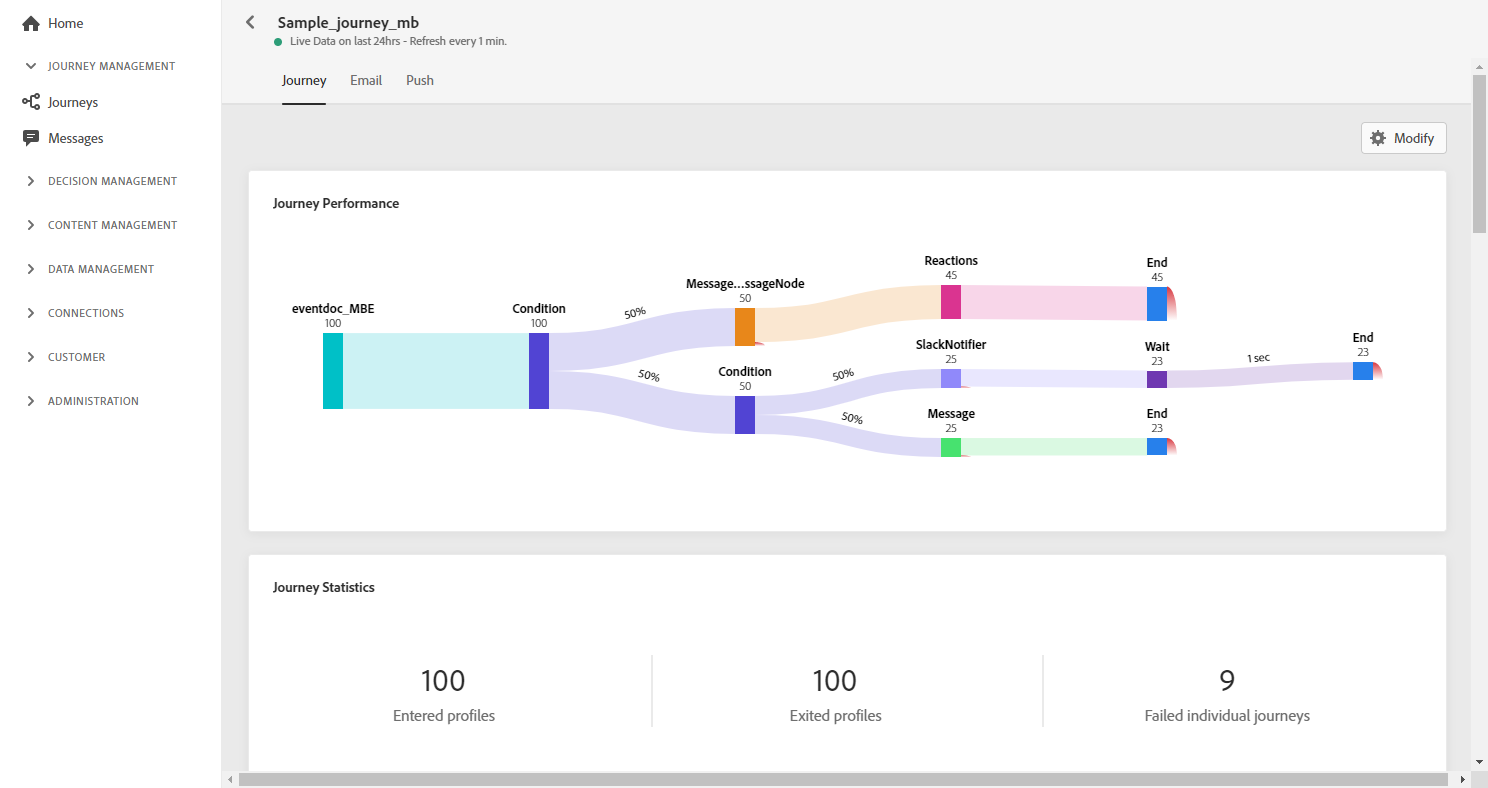 Home
JOURNEY MANAGEMENT
Journeys
Messages
DECISION MANAGEMENT
CONTENT MANAGEMENT
DATA MANAGEMENT
CONNECTIONS
CUSTOMER
ADMINISTRATION
Sample_journey_mb
Live Data on last 24hrs - Refresh every 1 min.
Journey Email Push
Modify
Journey Performance
eventdoc_MBE
100
Condition
100
50%
50%
Message...ssageNode
50
Condition
50
50%
50%
Reactions
45
SlackNotifier
25
Message
25
End
45
Wait
23
End
23
1 sec
End
23
Journey Statistics
100
Entered profiles
100
Exited profiles
9
Failed individual journeys